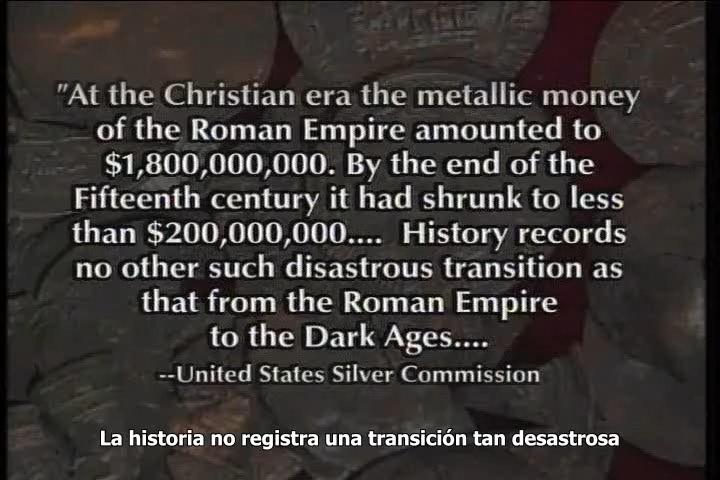 "At the Christian era the metallic money
of the Roman Empire amounted to
$1,800,000,000. By the end of the
Fifteenth century it had shrunk to less
than $200,000,000.... History records
no other such disastrous transition as
that from the Roman Empire
to the Dark Ages....
--United States Silver Commission
La historia no registra una transición tan desastrosa